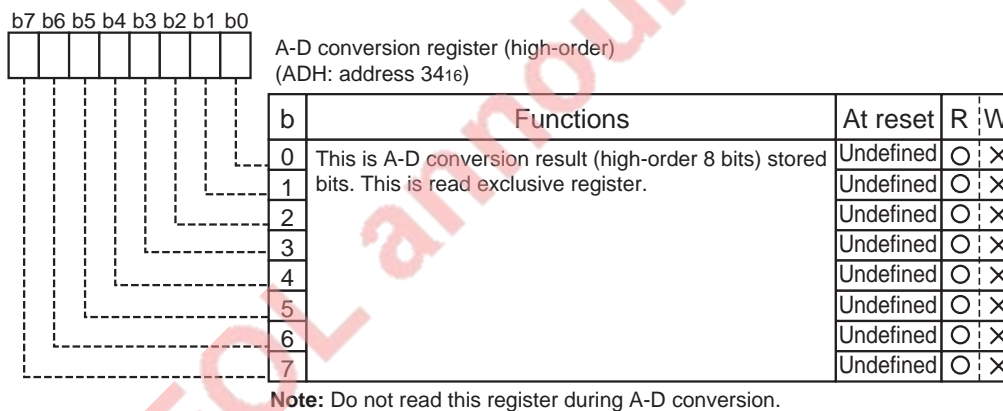 b7 b6 b5 b4 b3 b2 b1 b0
A-D conversion register (high-order)
(ADH: address 3416)
b Functions At reset R W
0 This is A-D conversion result (high-order 8 bits) stored Undefined O ×
1 bits. This is read exclusive register. Undefined O ×
2 Undefined O ×
3 Undefined O ×
4 Undefined O ×
5 Undefined O ×
6 Undefined O ×
7 Undefined O ×
Note: Do not read this register during A-D conversion.